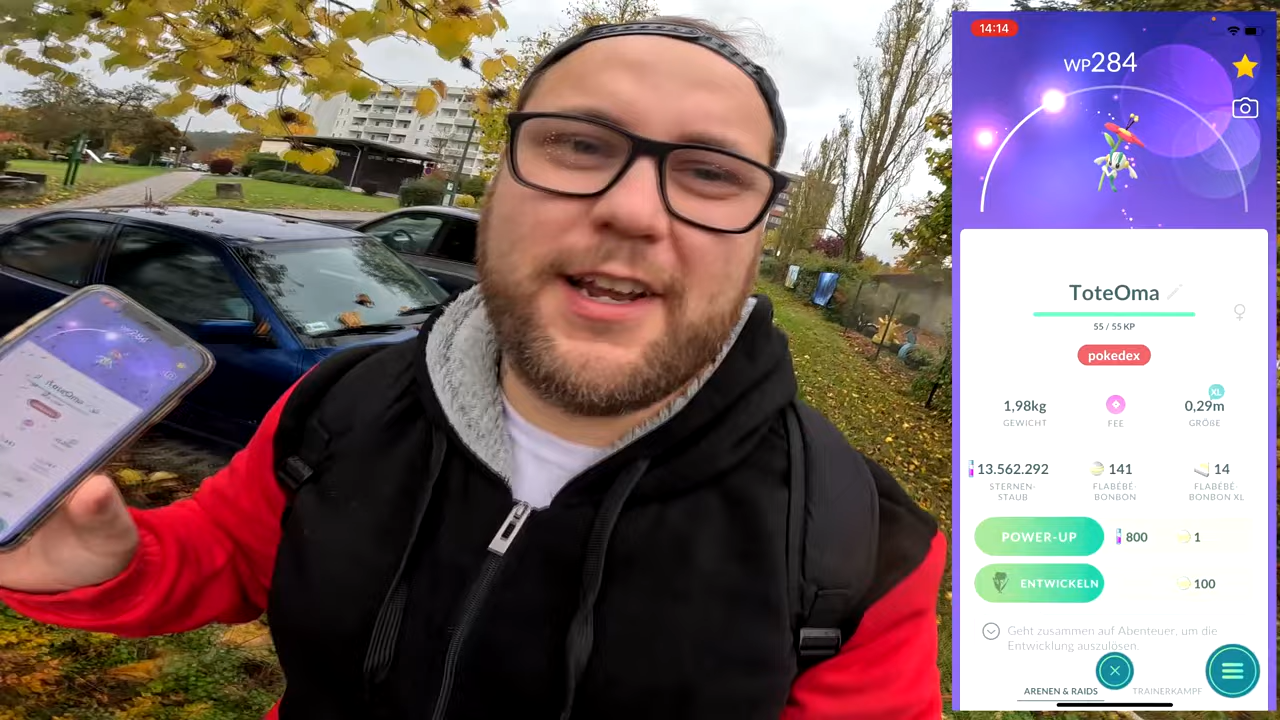 14:14
WP284
ToteOma
55 / 55 KP
pokedex
XL
1,98kg
GEWICHT
FEE
0,29m
GRÖßE
13.562.292
STERNEN-
STAUB
141
FLABÉBÉ-
BONBON
14
FLABÉBÉ-
BONBON XL
POWER-UP
800
1
ENTWICKELN
100
Geht zusammen auf Abenteuer, um die
Entwicklung auszulösen.
ARENEN & RAIDS
TRAINERKAMPF
WP284
ToteOma